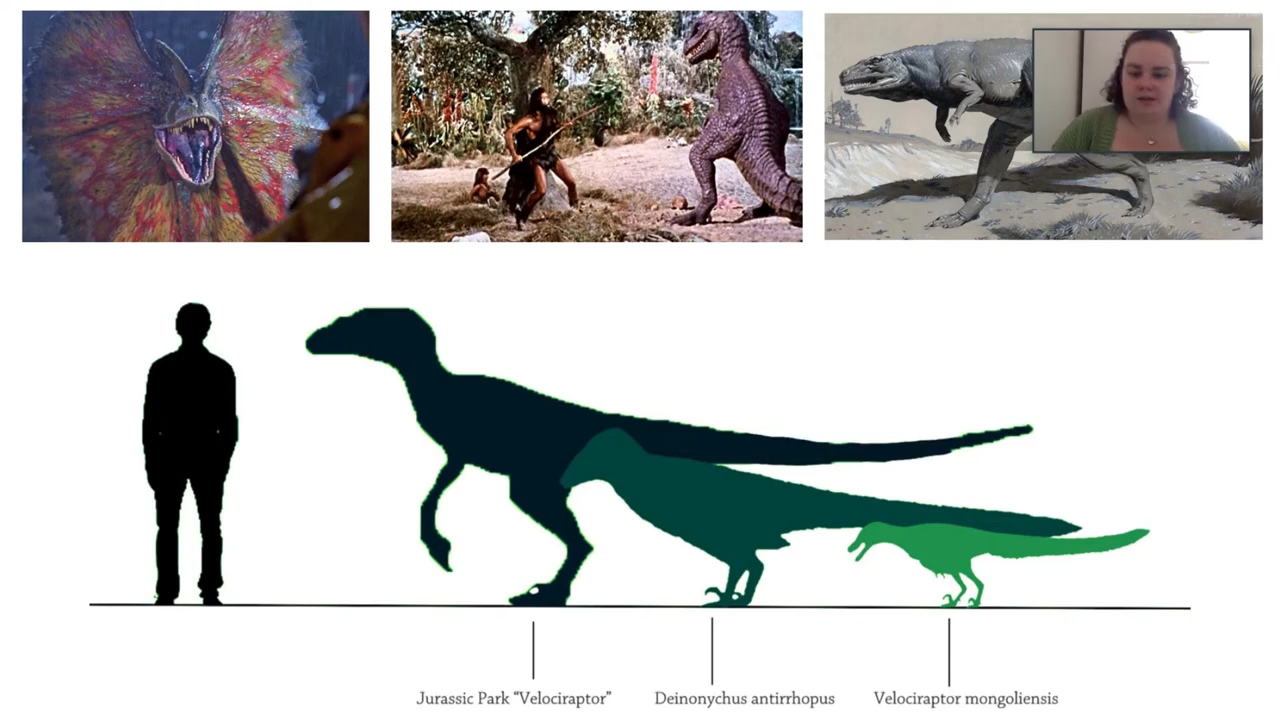 Jurassic Park “Velociraptor”
Deinonychus antirrhopus
Velociraptor mongoliensis